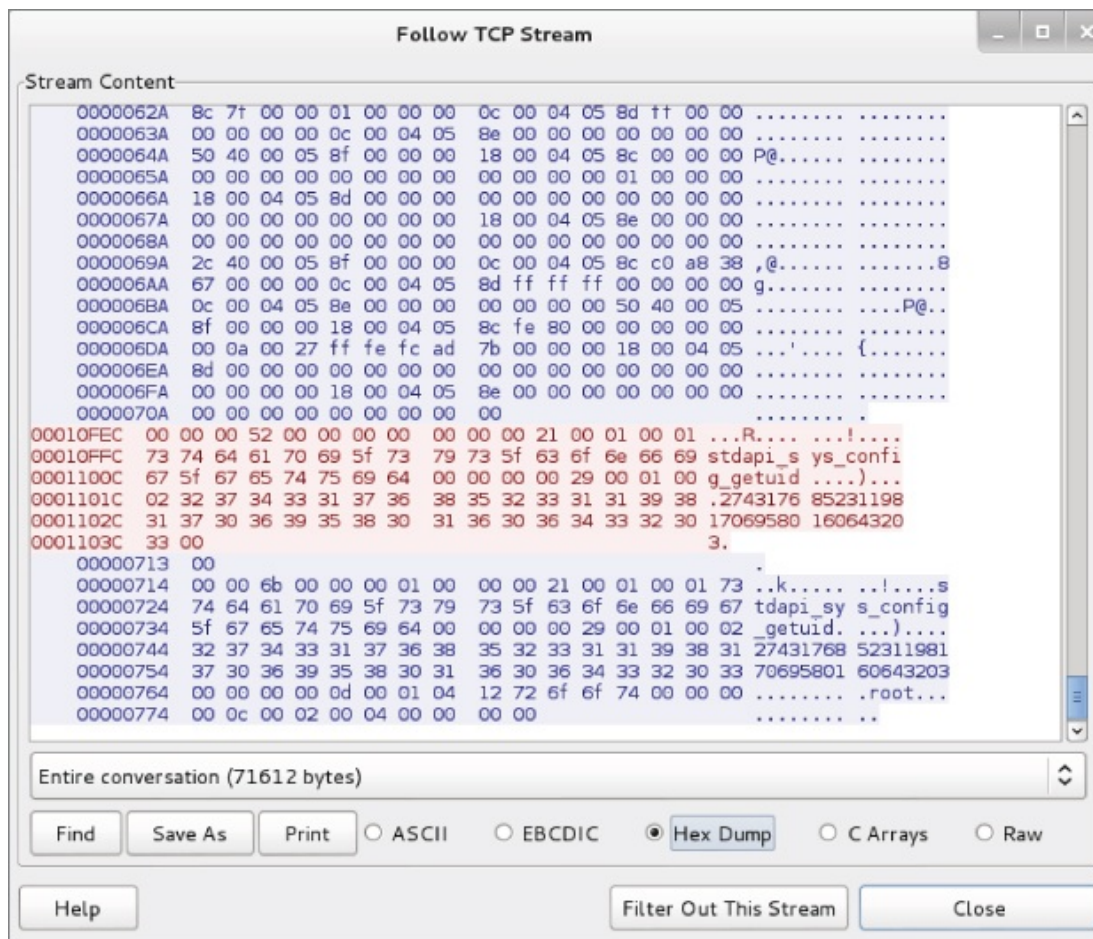 Follow TCP Stream
Stream Content
0000062A 8c 7f 00 00 01 00 00 00 0c 00 04 05 8d ff 00 00 ........ ........
0000063A 00 00 00 00 0c 00 04 05 8e 00 00 00 00 00 00 00 ........ ........
0000064A 50 40 00 05 8f 00 00 00 18 00 04 05 8c 00 00 00 P@...... ........
0000065A 00 00 00 00 00 00 00 00 00 00 00 00 01 00 00 00 ........ ........
0000066A 18 00 04 05 8d 00 00 00 00 00 00 00 00 00 00 00 ........ ........
0000067A 00 00 00 00 00 00 00 00 18 00 04 05 8e 00 00 00 ........ ........
0000068A 00 00 00 00 00 00 00 00 00 00 00 00 00 00 00 00 ........ ........
0000069A 2c 40 00 05 8f 00 00 00 0c 00 04 05 8c c0 a8 38 ,@...... .......8
000006AA 67 00 00 00 0c 00 04 05 8d ff ff ff 00 00 00 00 g....... ........
000006BA 0c 00 04 05 8e 00 00 00 00 00 00 00 50 40 00 05 ........ ....P@..
000006CA 8f 00 00 00 18 00 04 05 8c fe 80 00 00 00 00 00 ........ ........
000006DA 00 0a 00 27 ff fe fc ad 7b 00 00 00 18 00 04 05 ...'.... {.......
000006EA 8d 00 00 00 00 00 00 00 00 00 00 00 00 00 00 00 ........ ........
000006FA 00 00 00 00 18 00 04 05 8e 00 00 00 00 00 00 00 ........ ........
0000070A 00 00 00 00 00 00 00 00 00 ........ .
00010FEC 00 00 00 52 00 00 00 00 00 00 00 21 00 01 00 01 ...R.... ...!....
00010FFC 73 74 64 61 70 69 5f 73 79 73 5f 63 6f 6e 66 69 stdapi_s ys_confi
0001100C 67 5f 67 65 74 75 69 64 00 00 00 00 29 00 01 00 g_getuid ....)...
0001101C 02 32 37 34 33 31 37 36 38 35 32 33 31 31 39 38 .2743176 85231198
0001102C 31 37 30 36 39 35 38 30 31 36 30 36 34 33 32 30 17069580 16064320
0001103C 33 00 3.
00000713 00 .
00000714 00 00 6b 00 00 00 01 00 00 00 21 00 01 00 01 73 ..k..... ..!....s
00000724 74 64 61 70 69 5f 73 79 73 5f 63 6f 6e 66 69 67 tdapi_sy s_config
00000734 5f 67 65 74 75 69 64 00 00 00 00 29 00 01 00 02 _getuid. ...)....
00000744 32 37 34 33 31 37 36 38 35 32 33 31 31 39 38 31 27431768 52311981
00000754 37 30 36 39 35 38 30 31 36 30 36 34 33 32 30 33 70695801 60643203
00000764 00 00 00 00 0d 00 01 04 12 72 6f 6f 74 00 00 00 ........ .root...
00000774 00 0c 00 02 00 04 00 00 00 00 ........ ..
Entire conversation (71612 bytes)
Find Save As Print ASCII EBCDIC Hex Dump C Arrays Raw
Help Filter Out This Stream Close